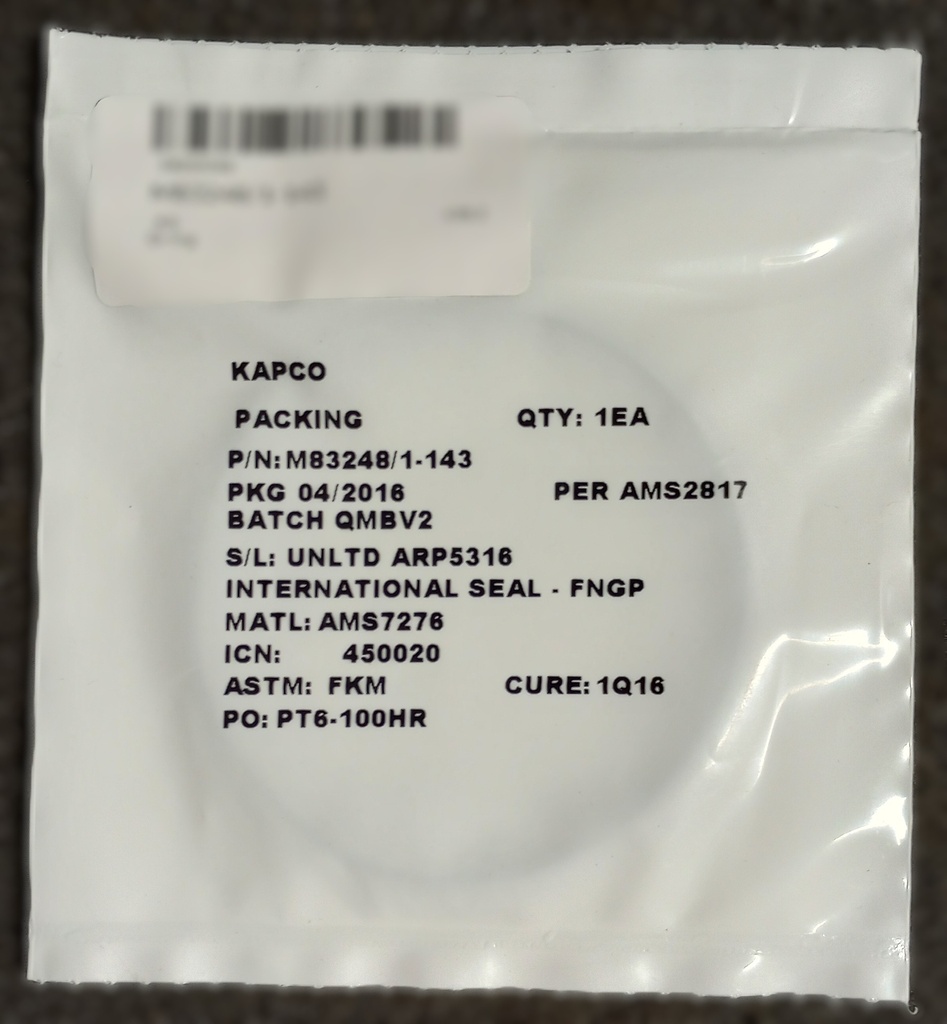 KAPCO
PACKING QTY: 1EA
P/N: M83248/1-143
PKG 04/2016 PER AMS2817
BATCH QMBV2
S/L: UNLTD ARP5316
INTERNATIONAL SEAL - FNGP
MATL: AMS7276
ICN: 450020
ASTM: FKM CURE: 1Q16
PO: PT6-100HR